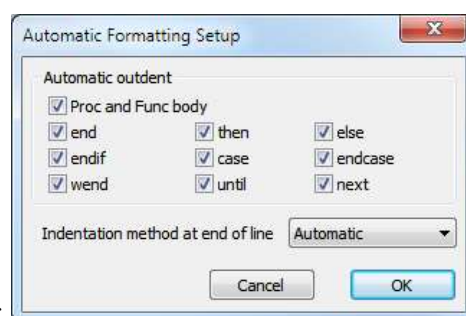 Automatic Formatting Setup
Automatic outdent
Proc and Func body
end then else
endif case endcase
wend until next
Indentation method at end of line Automatic
Cancel OK